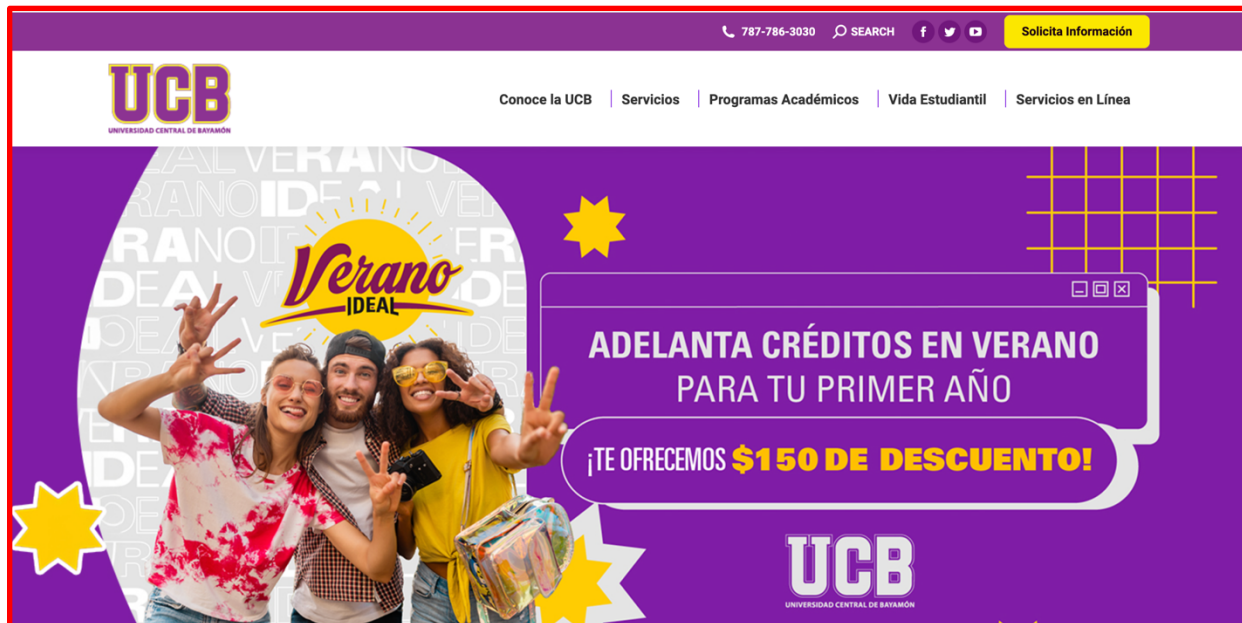 787-786-3030 SEARCH Solicita Información
UCB
UNIVERSIDAD CENTRAL DE BAYAMÓN
Conoce la UCB Servicios Programas Académicos Vida Estudiantil Servicios en Línea
Verano
IDEAL
ADELANTA CRÉDITOS EN VERANO
PARA TU PRIMER AÑO
¡TE OFRECEMOS $150 DE DESCUENTO!
UCB
UNIVERSIDAD CENTRAL DE BAYAMÓN